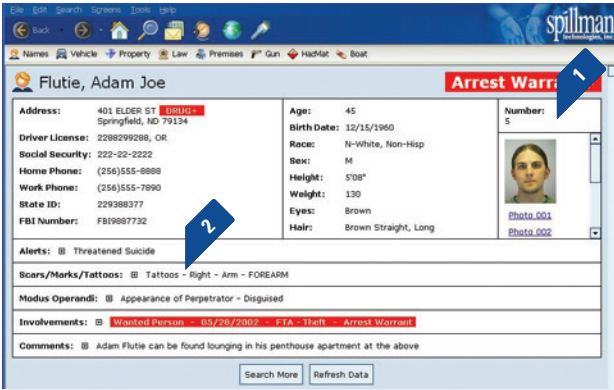 File Edit Search Screens Tools Help
Back
spillman
technologies, inc.
Names Vehicle Property Law Premises Gun HazMat Boat
Flutie, Adam Joe
Arrest Warrant
Address: 401 ELDER ST DRUG+
Springfield, ND 79134
Driver License: 2288299288, OR
Social Security: 222-22-2222
Home Phone: (256)555-8888
Work Phone: (256)555-7890
State ID: 229388377
FBI Number: FBI9887732
Age: 45
Birth Date: 12/15/1960
Race: N-White, Non-Hisp
Sex: M
Height: 5'08"
Weight: 130
Eyes: Brown
Hair: Brown Straight, Long
Number:
5
Photo 001
Photo 002
1
2
Alerts: Threatened Suicide
Scars/Marks/Tattoos: Tattoos - Right - Arm - FOREARM
Modus Operandi: Appearance of Perpetrator - Disguised
Involvements: Wanted Person - 05/28/2002 - FTA - Theft - Arrest Warrant
Comments: Adam Flutie can be found lounging in his penthouse apartment at the above
Search More Refresh Data